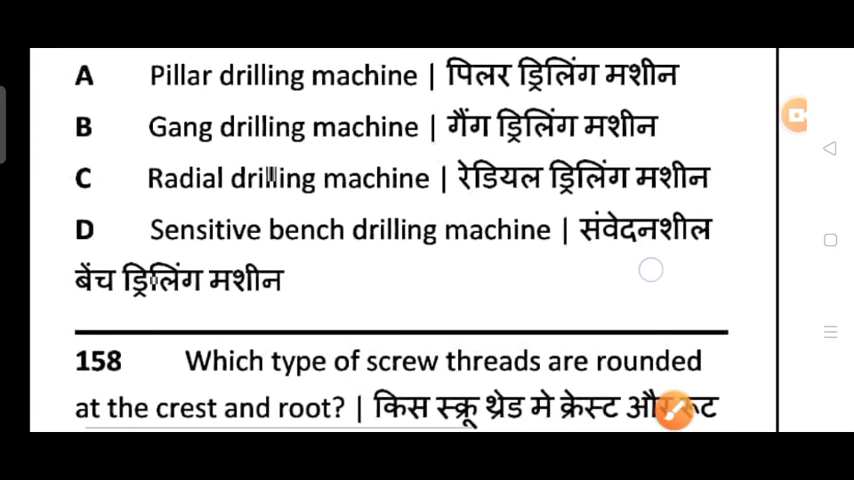 A Pillar drilling machine | पिलर ड्रिलिंग मशीन
B Gang drilling machine | गैंग ड्रिलिंग मशीन
C Radial drilling machine | रेडियल ड्रिलिंग मशीन
D Sensitive bench drilling machine | संवेदनशील
बेंच ड्रिलिंग मशीन
158 Which type of screw threads are rounded
at the crest and root? | किस स्क्रू थ्रेड मे क्रेस्ट और रूट